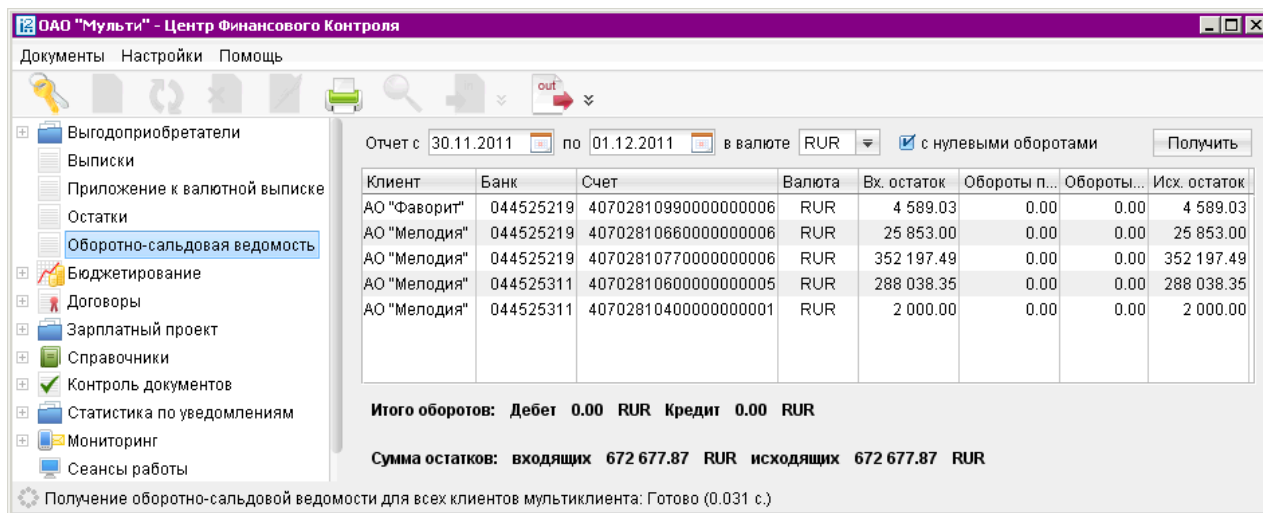 ОАО "Мульти" - Центр Финансового Контроля
Документы Настройки Помощь
out
Выгодоприобретатели
Выписки
Приложение к валютной выписке
Остатки
Оборотно-сальдовая ведомость
Бюджетирование
Договоры
Зарплатный проект
Справочники
Контроль документов
Статистика по уведомлениям
Мониторинг
Сеансы работы
Отчет с 30.11.2011 по 01.12.2011 в валюте RUR с нулевыми оборотами Получить
Клиент Банк Счет Валюта Вх. остаток Обороты п... Обороты... Исх. остаток
АО "Фаворит" 044525219 40702810990000000006 RUR 4 589.03 0.00 0.00 4 589.03
АО "Мелодия" 044525219 40702810660000000006 RUR 25 853.00 0.00 0.00 25 853.00
АО "Мелодия" 044525219 40702810770000000006 RUR 352 197.49 0.00 0.00 352 197.49
АО "Мелодия" 044525311 40702810600000000005 RUR 288 038.35 0.00 0.00 288 038.35
АО "Мелодия" 044525311 40702810400000000001 RUR 2 000.00 0.00 0.00 2 000.00
Итого оборотов: Дебет 0.00 RUR Кредит 0.00 RUR
Сумма остатков: входящих 672 677.87 RUR исходящих 672 677.87 RUR
Получение оборотно-сальдовой ведомости для всех клиентов мультиклиента: Готово (0.031 с.)